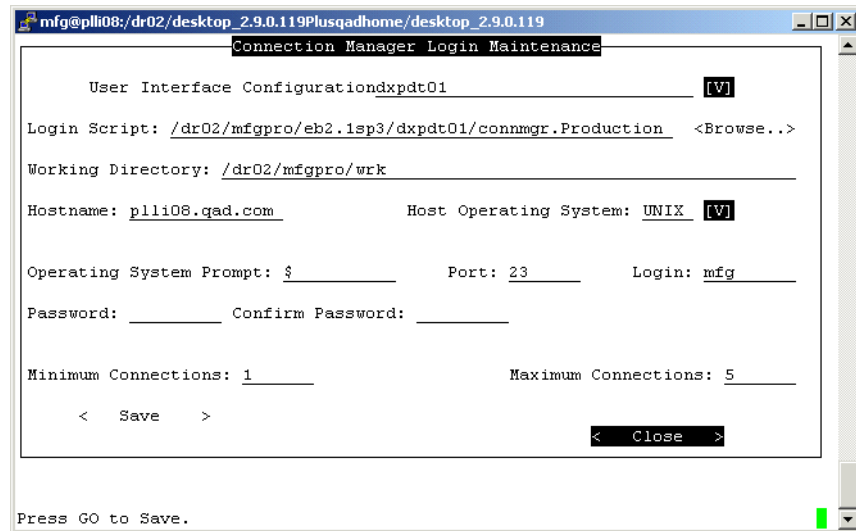 mfg@plli08:/dr02/desktop_2.9.0.119Plusqadhome/desktop_2.9.0.119
Connection Manager Login Maintenance
User Interface Configurationdxpdt01 [V]
Login Script: /dr02/mfgpro/eb2.1sp3/dxpdt01/connmgr.Production <Browse..>
Working Directory: /dr02/mfgpro/wrk
Hostname: plli08.qad.com Host Operating System: UNIX [V]
Operating System Prompt: $ Port: 23 Login: mfg
Password: Confirm Password:
Minimum Connections: 1 Maximum Connections: 5
< Save >
< Close >
Press GO to Save.